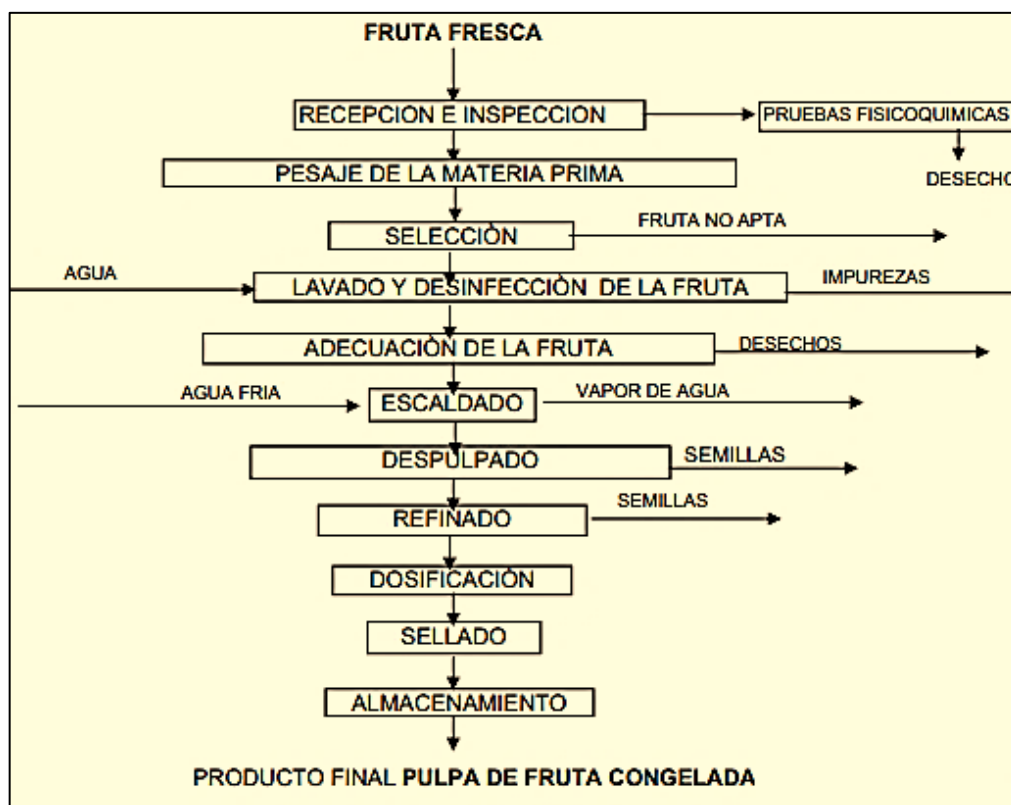 FRUTA FRESCA
RECEPCION E INSPECCION
PRUEBAS FISICOQUIMICAS
PESAJE DE LA MATERIA PRIMA
DESECHO
SELECCIÒN
FRUTA NO APTA
AGUA
LAVADO Y DESINFECCIÒN DE LA FRUTA
IMPUREZAS
ADECUACIÒN DE LA FRUTA
DESECHOS
AGUA FRIA
ESCALDADO
VAPOR DE AGUA
DESPULPADO
SEMILLAS
REFINADO
SEMILLAS
DOSIFICACIÒN
SELLADO
ALMACENAMIENTO
PRODUCTO FINAL PULPA DE FRUTA CONGELADA